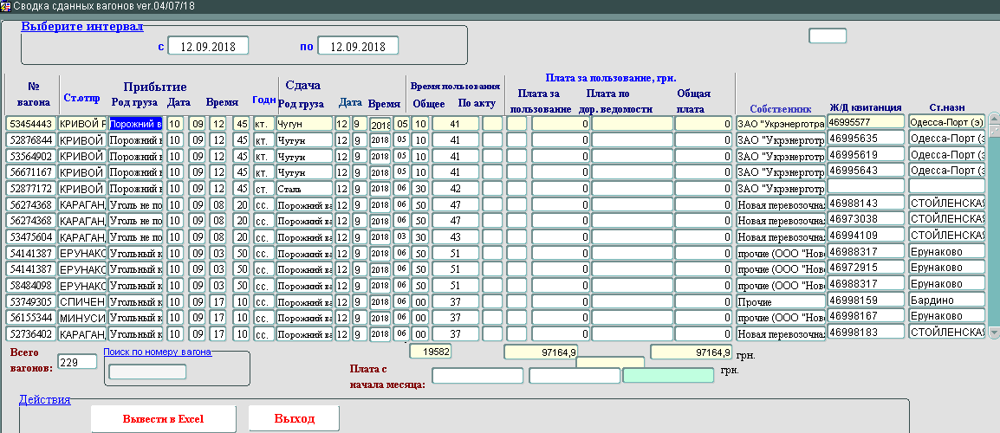 Сводка сданных вагонов ver.04/07/18
Выберите интервал
с 12.09.2018 по 12.09.2018
Плата за пользование, грн.
№ вагона Ст.отпр Прибытие Род груза Дата Время Годн Сдача Род груза Дата Время Время пользования Общее По акту Плата за пользование Плата по дор. ведомости Общая плата Собственник Ж/Д квитанция Ст.назн
53454443 КРИВОЙ Р Порожний в 10 09 12 45 кт. Чугун 12 9 2018 05 10 41 0 0 ЗАО "Укрэнерготра 46995577 Одесса-Порт (э)
52876844 КРИВОЙ Порожний в 10 09 12 45 кт. Чугун 12 9 2018 05 10 41 0 0 ЗАО "Укрэнерготр 46995635 Одесса-Порт (э
53564902 КРИВОЙ Порожний в 10 09 12 45 кт. Чугун 12 9 2018 05 10 41 0 0 ЗАО "Укрэнерготр 46995619 Одесса-Порт (э
56671167 КРИВОЙ Порожний в 10 09 12 45 кт. Чугун 12 9 2018 05 10 41 0 0 ЗАО "Укрэнерготр 46995643 Одесса-Порт (э
52877172 КРИВОЙ Порожний в 10 09 12 45 ст. Сталь 12 9 2018 06 30 42 0 0 ЗАО "Укрэнерготр
56274368 КАРАГАН, Уголь не по 10 09 08 20 сс. Порожний ва 12 9 2018 06 50 47 0 0 Новая перевозочна 46988143 СТОЙЛЕНСКАЯ
56274368 КАРАГАН, Уголь не по 10 09 08 20 сс. Порожний ва 12 9 2018 06 50 47 0 0 Новая перевозочна 46973038 СТОЙЛЕНСКАЯ
53475604 КАРАГАН, Уголь не по 10 09 08 20 сс. Порожний ва 12 9 2018 03 30 43 0 0 Новая перевозочна 46994109 СТОЙЛЕНСКАЯ
54141387 ЕРУНАКО Угольный к 10 09 03 50 сс. Порожний ва 12 9 2018 06 50 51 0 0 прочие (ООО "Нов 46988317 Ерунаково
54141387 ЕРУНАКО Угольный к 10 09 03 50 сс. Порожний ва 12 9 2018 06 50 51 0 0 прочие (ООО "Нов 46972915 Ерунаково
58484098 ЕРУНАКО Угольный к 10 09 03 50 сс. Порожний ва 12 9 2018 06 50 51 0 0 прочие (ООО "Нов 46988317 Ерунаково
53749305 СПИЧЕН Угольный к 10 09 17 10 сс. Порожний ва 12 9 2018 06 00 37 0 0 Прочие 46998159 Бардино
56155344 МИНУСИ Угольный к 10 09 17 10 сс. Порожний ва 12 9 2018 06 00 37 0 0 прочие (ООО "Нов 46998167 Ерунаково
52736402 КАРАГАН, Угольный к 10 09 17 10 сс. Порожний ва 12 9 2018 06 00 37 0 0 Новая перевозочна 46998183 СТОЙЛЕНСКАЯ
Всего вагонов: 229 Поиск по номеру вагона 19582 97164,9 97164,9 грн.
Плата с начала месяца: грн.
Действия
Вывести в Excel Выход